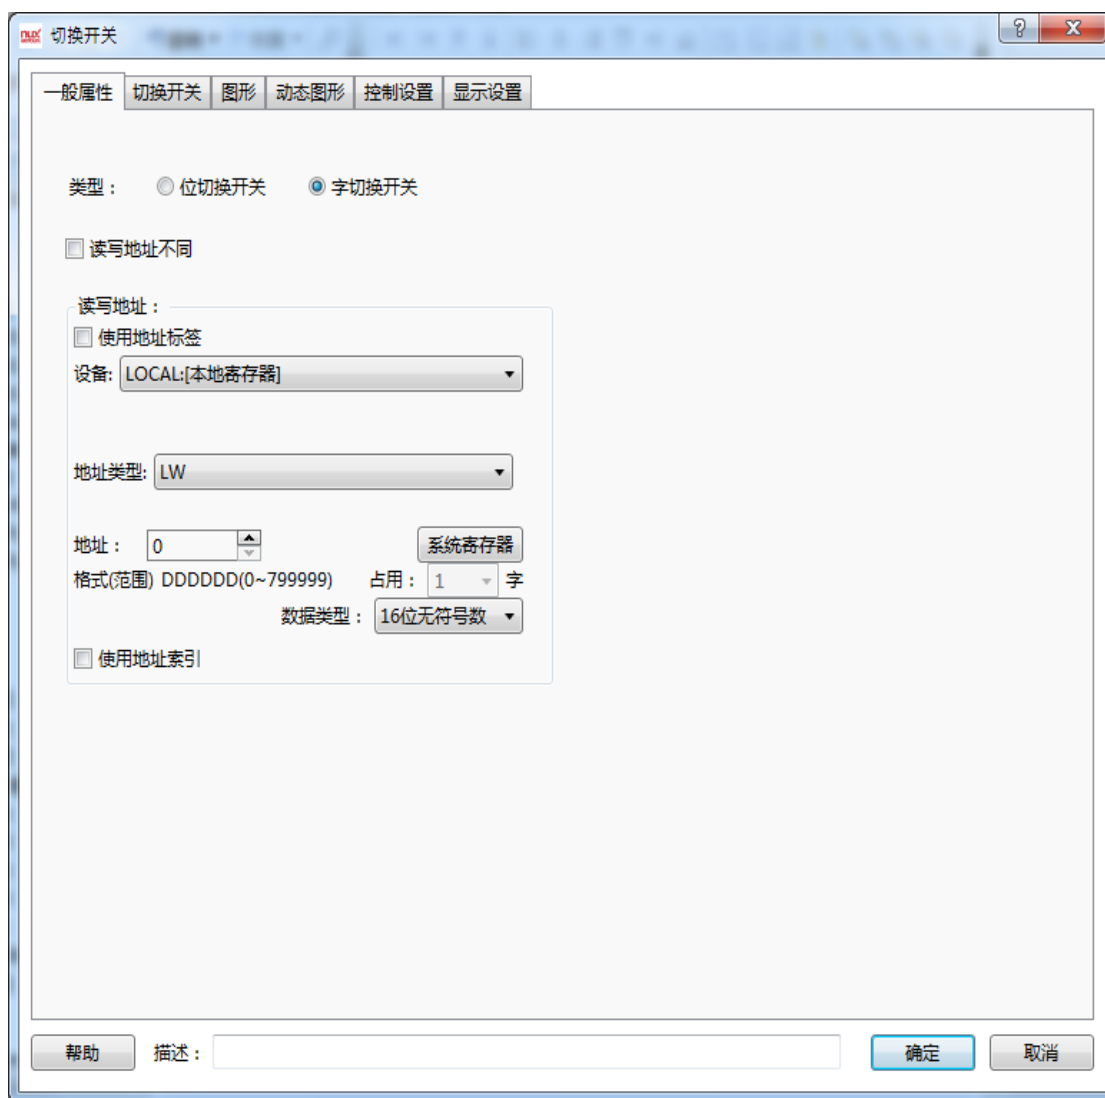 nux 切换开关
一般属性 切换开关 图形 动态图形 控制设置 显示设置
类型： 位切换开关 字切换开关
读写地址不同
读写地址：
使用地址标签
设备: LOCAL:[本地寄存器]
地址类型: LW
地址： 0 系统寄存器
格式(范围) DDDDDD(0~799999) 占用： 1 字
数据类型： 16位无符号数
使用地址索引
帮助 描述： 确定 取消